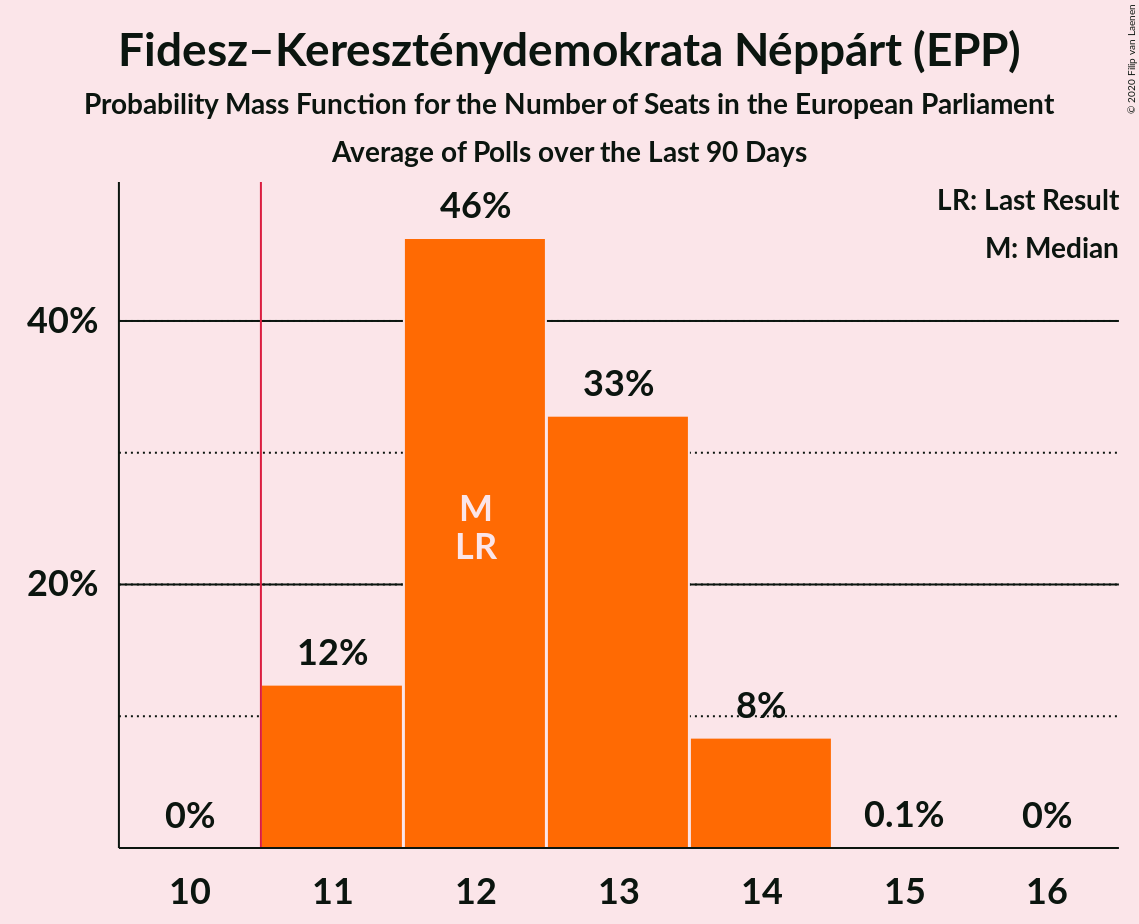 Fidesz–Kereszténydemokrata Néppárt (EPP)
Probability Mass Function for the Number of Seats in the European Parliament
Average of Polls over the Last 90 Days
© 2020 Filip van Laenen
LR: Last Result
M: Median
46%
40%
33%
M
LR
20%
12%
8%
0%
0.1%
0%
10 11 12 13 14 15 16